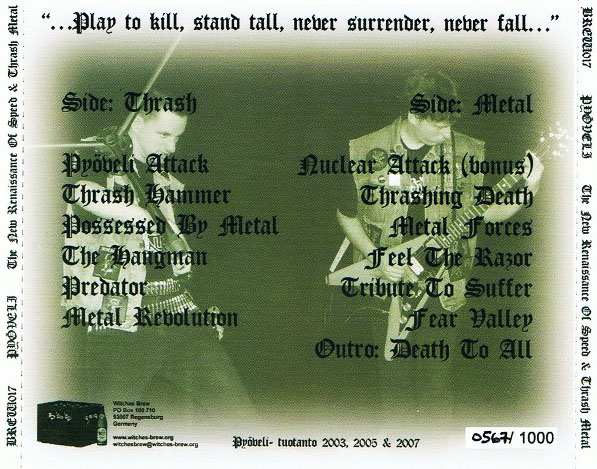 “...Play to kill, stand tall, never surrender, never fall...”
Side: Thrash
Pyöveli Attack
Thrash Hammer
Possessed By Metal
The Hangman
Predator
Metal Revolution
Side: Metal
Nuclear Attack (bonus)
Thrashing Death
Metal Forces
Feel The Razor
Tribute To Suffer
Fear Valley
Outro: Death To All
Witches Brew
PO Box 100 710
93007 Regensburg
Germany
www.witches-brew.org
witchesbrew@witches-brew.org
Pyöveli- tuotanto 2003, 2005 & 2007
0567/ 1000
BREW017 PYÖVELI The New Renaissance Of Speed & Thrash Metal
BREW017 PYÖVELI The New Renaissance Of Speed & Thrash Metal